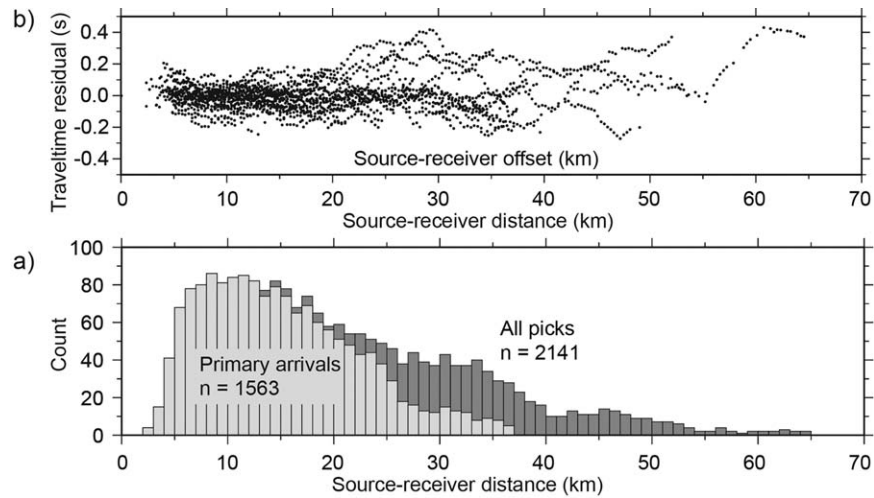 b)
Traveltime residual (s)
0.4
0.2
0.0
-0.2
-0.4
Source-receiver offset (km)
0 10 20 30 40 50 60 70
Source-receiver distance (km)
a)
Count
100
80
60
40
20
0
All picks
n = 2141
Primary arrivals
n = 1563
0 10 20 30 40 50 60 70
Source-receiver distance (km)